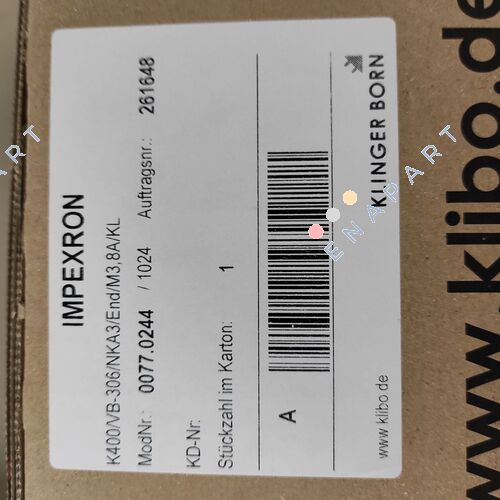 IMPEXRON
K400/VB-306/NKA3/End/M3,8A/KL
ModNr.: 0077.0244 / 1024 Auftragsnr.: 261648
KD-Nr:
Stückzahl im Karton: 1
A
www.klibo.de
KLINGER BORN
www.klibo.de
ENAPART
ART